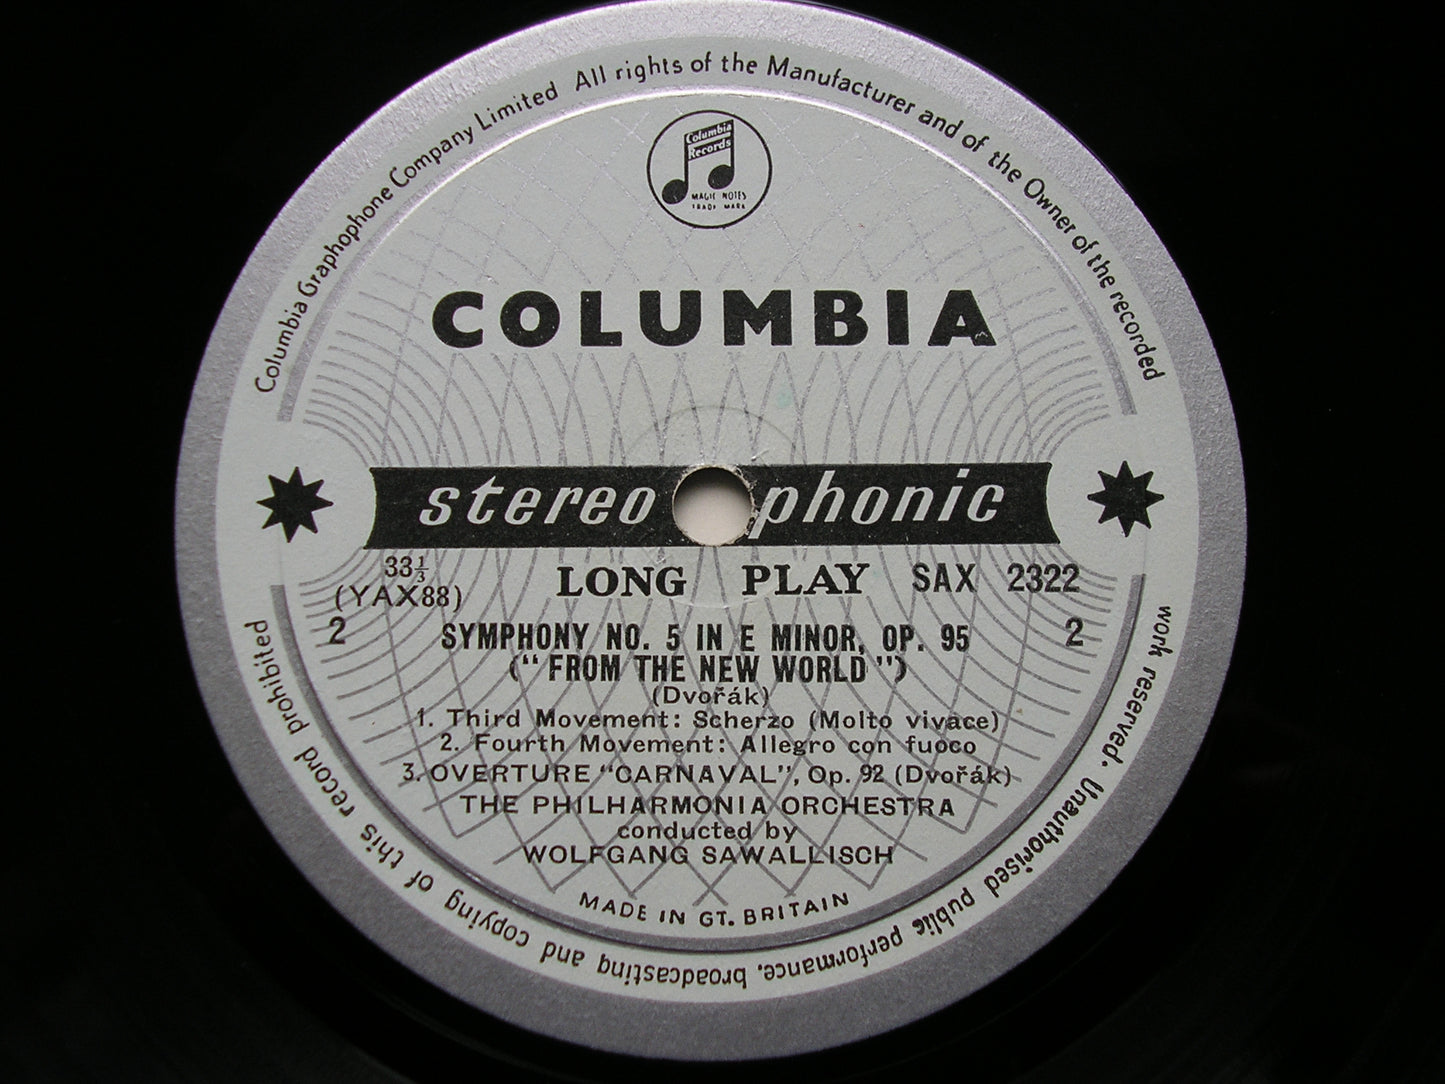 Columbia Graphophone Company Limited All rights of the Manufacturer and of the Owner of the recorded
work reserved. Unauthorised public performance, broadcasting and copying of this record prohibited
Columbia
Records
MAGIC NOTES
TRADE MARK
COLUMBIA
stereo phonic
33⅓
LONG PLAY SAX 2322
(YAX88)
2 SYMPHONY NO. 5 IN E MINOR, OP. 95 2
("FROM THE NEW WORLD")
(Dvořák)
1. Third Movement: Scherzo (Molto vivace)
2. Fourth Movement: Allegro con fuoco
3. OVERTURE "CARNAVAL", Op. 92 (Dvořák)
THE PHILHARMONIA ORCHESTRA
conducted by
WOLFGANG SAWALLISCH
MADE IN GT. BRITAIN